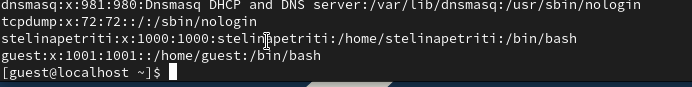 dnsmasq:x:981:980:Dnsmasq DHCP and DNS server:/var/lib/dnsmasq:/usr/sbin/nologin
tcpdump:x:72:72::/:/sbin/nologin
stelinapetriti:x:1000:1000:stelinapetriti:/home/stelinapetriti:/bin/bash
guest:x:1001:1001::/home/guest:/bin/bash
[guest@localhost ~]$